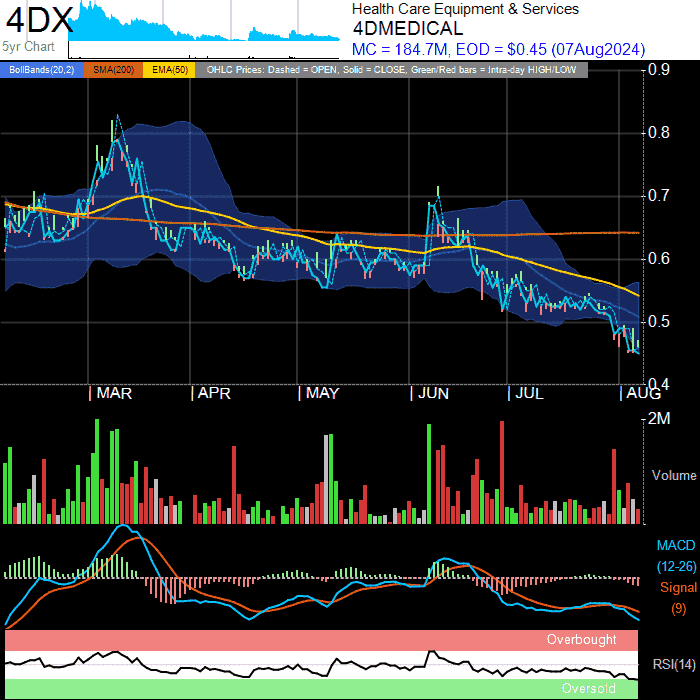 4DX
5yr Chart
Health Care Equipment & Services
4DMEDICAL
MC = 184.7M, EOD = $0.45 (07Aug2024)
BollBands(20,2) SMA(200) EMA(50) OHLC Prices: Dashed = OPEN, Solid = CLOSE, Green/Red bars = Intra-day HIGH/LOW
0.9
0.8
0.7
0.6
0.5
0.4
MAR APR MAY JUN JUL AUG
2M
Volume
MACD
(12-26)
Signal
(9)
Overbought
RSI(14)
Oversold